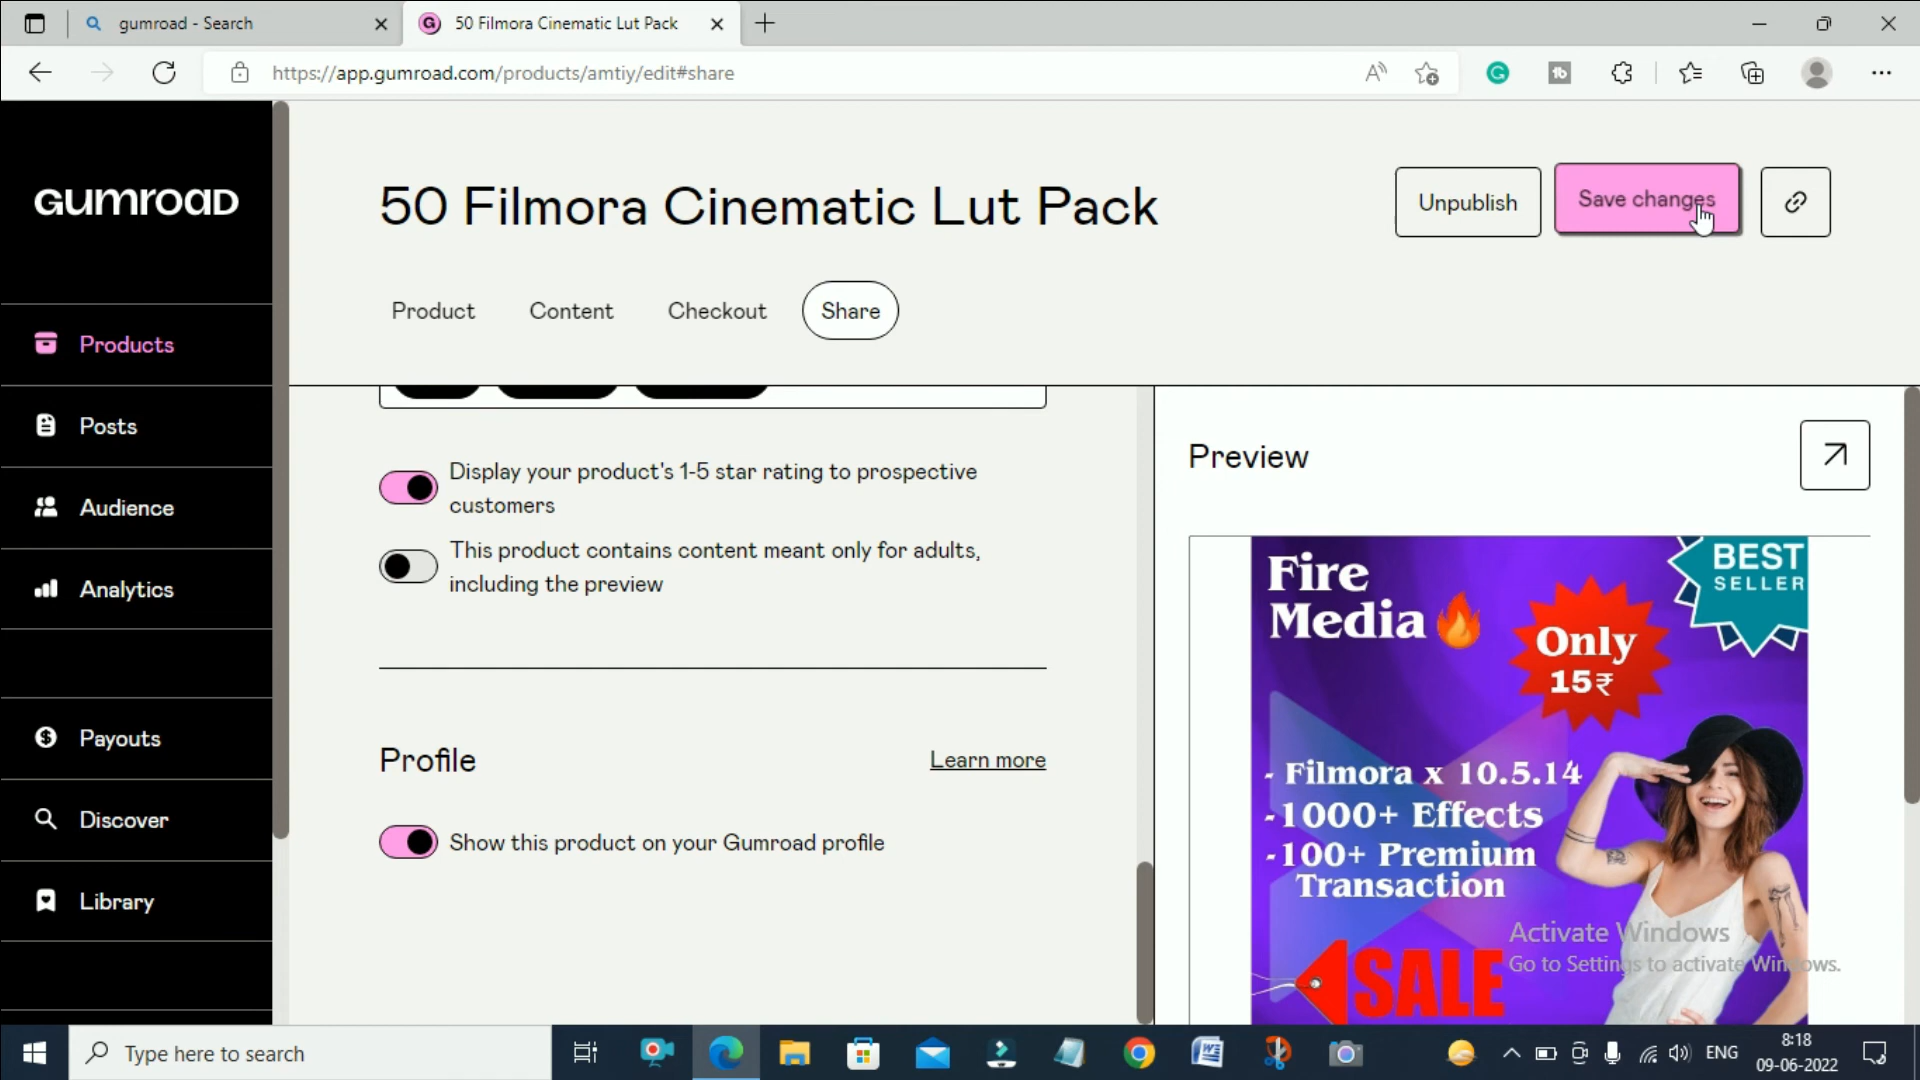 gumroad - Search
50 Filmora Cinematic Lut Pack
https://app.gumroad.com/products/amtiy/edit#share
GUMROAD
50 Filmora Cinematic Lut Pack
Unpublish
Save changes
Product
Content
Checkout
Share
Products
Posts
Audience
Analytics
Payouts
Discover
Library
Display your product's 1-5 star rating to prospective
customers
This product contains content meant only for adults,
including the preview
Profile
Learn more
Show this product on your Gumroad profile
Preview
Fire
Media
BEST
SELLER
Only
15₹
- Filmora x 10.5.14
-1000+ Effects
-100+ Premium
Transaction
SALE
Activate Windows
Go to Settings to activate Windows.
Type here to search
ENG
8:18
09-06-2022